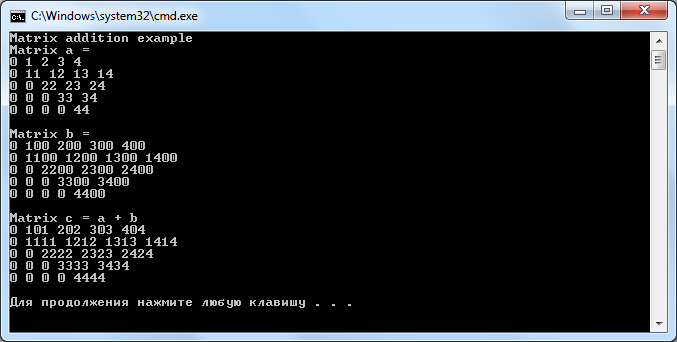 C:\Windows\system32\cmd.exe
Matrix addition example
Matrix a =
0 1 2 3 4
0 11 12 13 14
0 0 22 23 24
0 0 0 33 34
0 0 0 0 44
Matrix b =
0 100 200 300 400
0 1100 1200 1300 1400
0 0 2200 2300 2400
0 0 0 3300 3400
0 0 0 0 4400
Matrix c = a + b
0 101 202 303 404
0 1111 1212 1313 1414
0 0 2222 2323 2424
0 0 0 3333 3434
0 0 0 0 4444
Для продолжения нажмите любую клавишу . . .